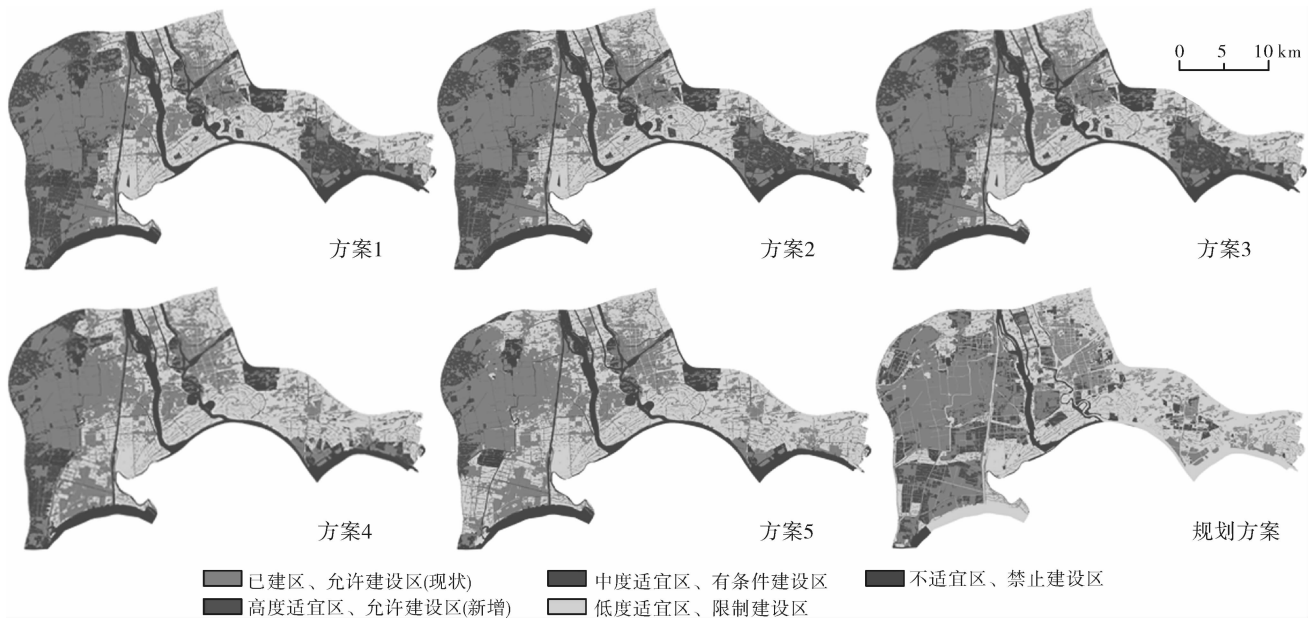 0 5 10 km
方案1
方案2
方案3
方案4
方案5
规划方案
已建区、允许建设区(现状)
中度适宜区、有条件建设区
不适宜区、禁止建设区
高度适宜区、允许建设区(新增)
低度适宜区、限制建设区